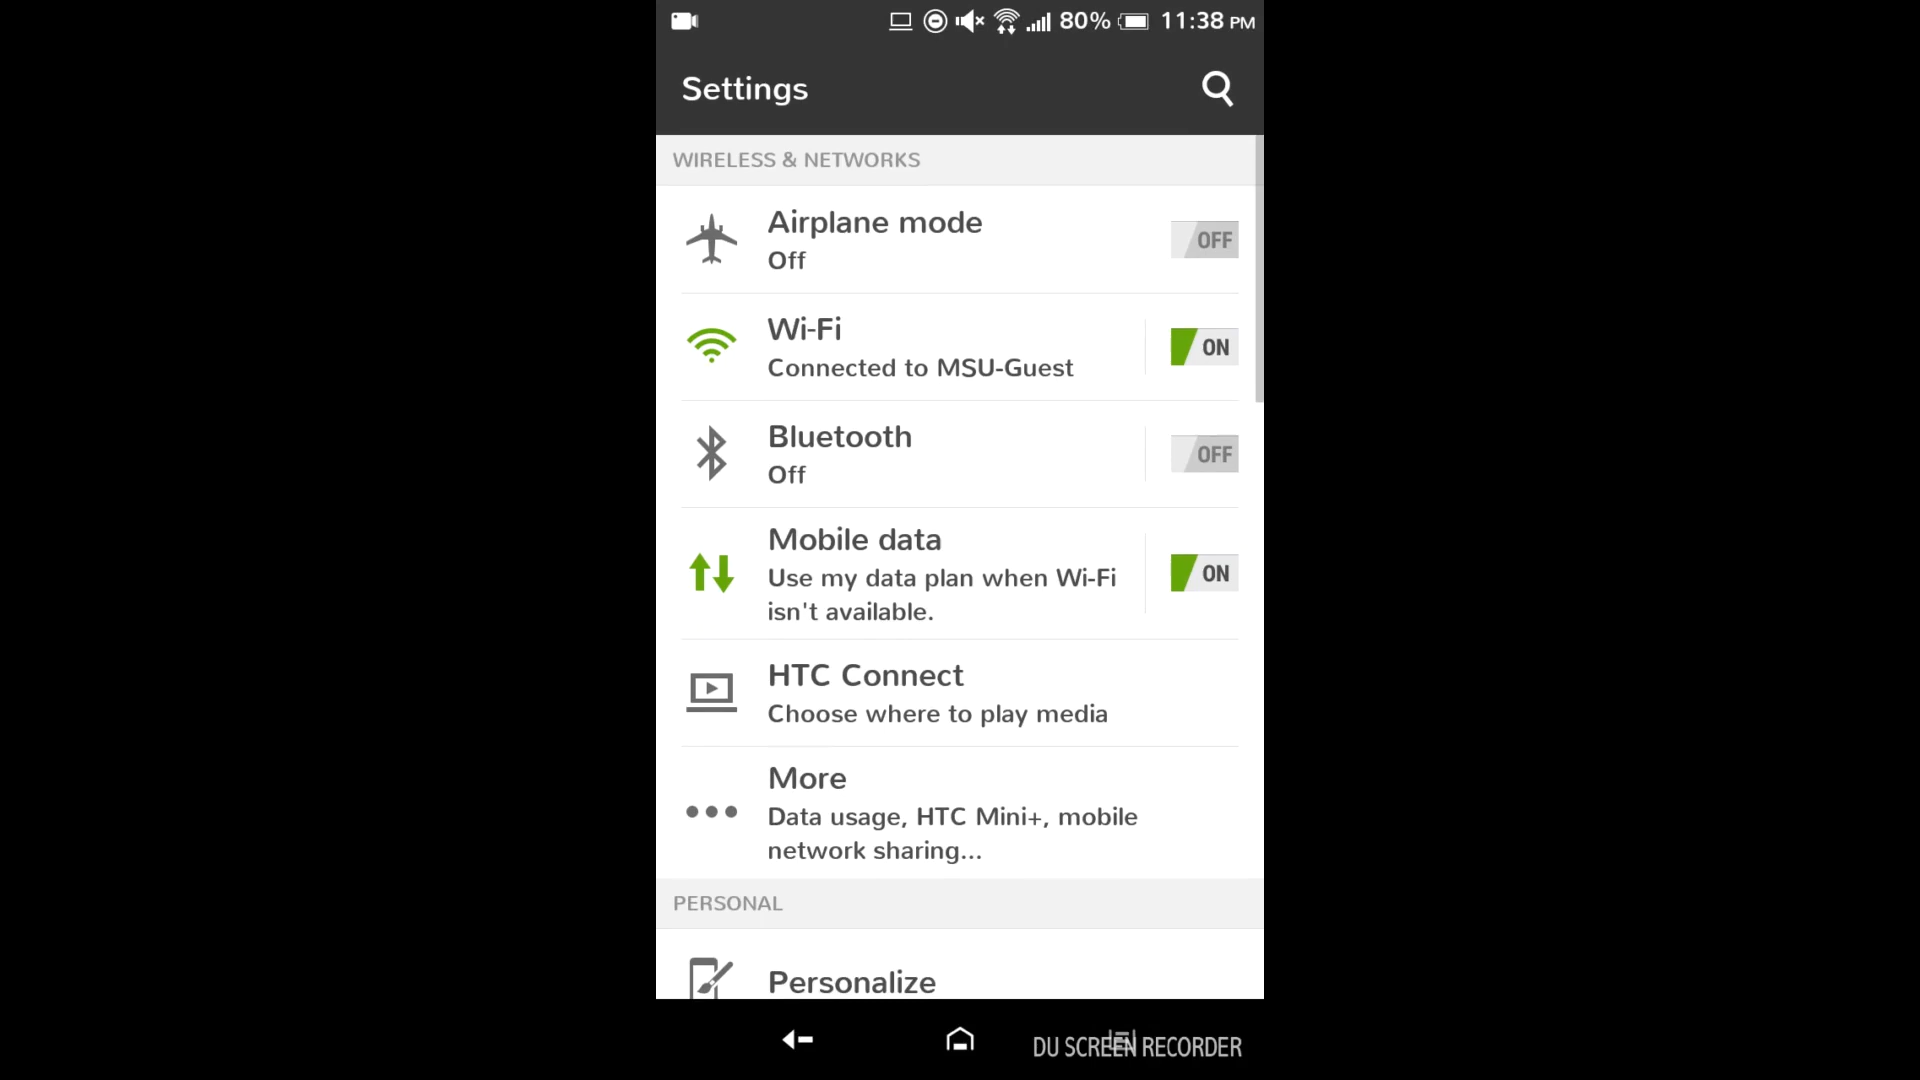 80% 11:38 PM
Settings
WIRELESS & NETWORKS
Airplane mode
Off
OFF
Wi-Fi
Connected to MSU-Guest
ON
Bluetooth
Off
OFF
Mobile data
Use my data plan when Wi-Fi
isn't available.
ON
HTC Connect
Choose where to play media
More
Data usage, HTC Mini+, mobile
network sharing...
PERSONAL
Personalize
DU SCREEN RECORDER